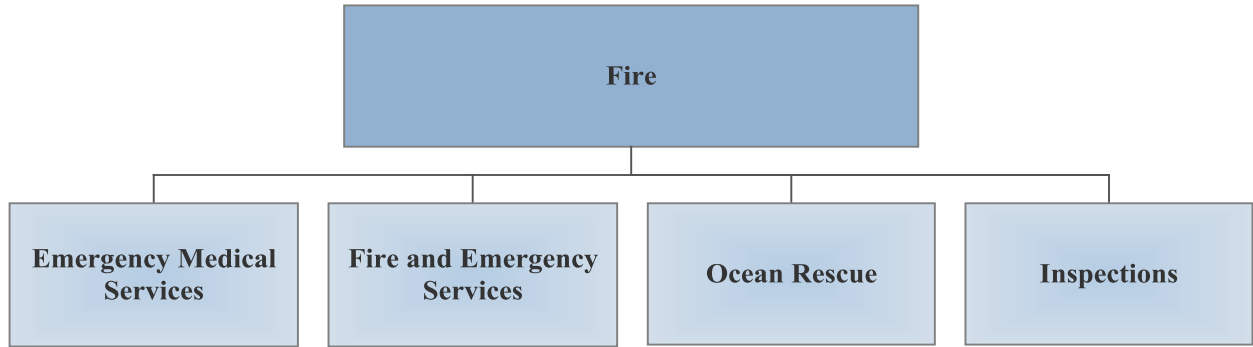 Fire
Emergency Medical
Services
Fire and Emergency
Services
Ocean Rescue
Inspections